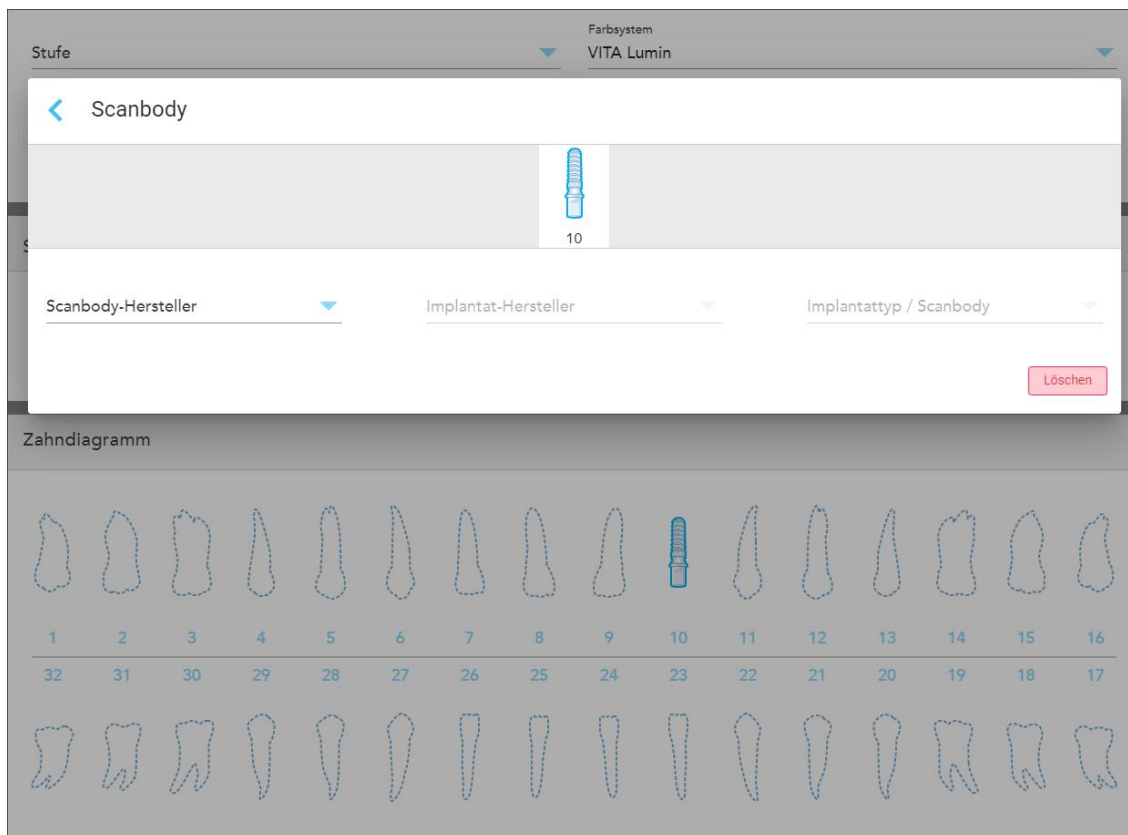 Farbsystem
Stufe VITA Lumin
Scanbody
10
Scanbody-Hersteller Implantat-Hersteller Implantattyp / Scanbody
Löschen
Zahndiagramm
1 2 3 4 5 6 7 8 9 10 11 12 13 14 15 16
32 31 30 29 28 27 26 25 24 23 22 21 20 19 18 17